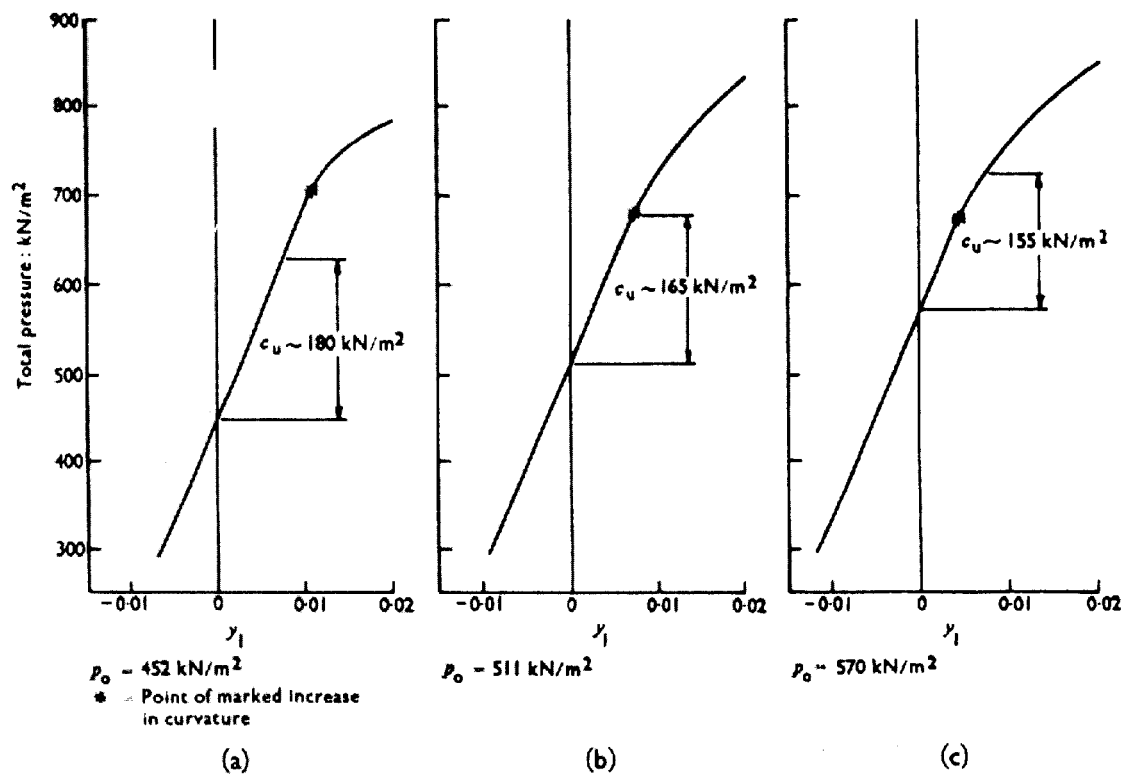 Total pressure: kN/m²
900
800
700
600
500
400
300
c_u ~ 180 kN/m²
-0·01
0
0·01
0·02
y₁
p_o = 452 kN/m²
* = Point of marked increase
in curvature
(a)
c_u ~ 165 kN/m²
-0·01
0
0·01
0·02
y₁
p_o = 511 kN/m²
(b)
c_u ~ 155 kN/m²
-0·01
0
0·01
0·02
y₁
p_o = 570 kN/m²
(c)